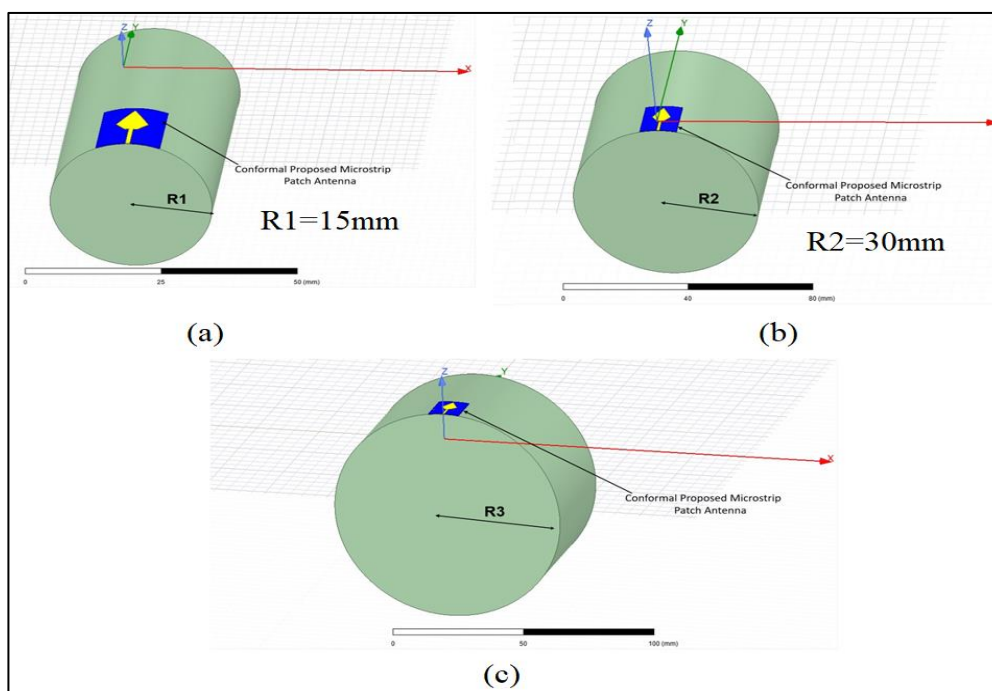 Z
Y
X
Conformal Proposed Microstrip
Patch Antenna
R1
R1=15mm
0
25
50 (mm)
(a)
Z
Y
X
Conformal Proposed Microstrip
Patch Antenna
R2
R2=30mm
0
40
80 (mm)
(b)
Z
Y
X
Conformal Proposed Microstrip
Patch Antenna
R3
0
50
100 (mm)
(c)